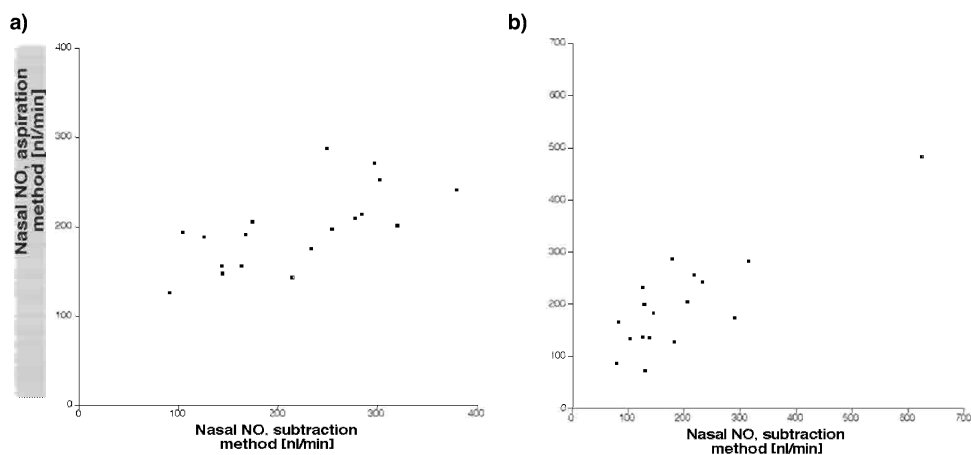 a)
Nasal NO, aspiration
method [nl/min]
400
300
200
100
0
0 100 200 300 400
Nasal NO, subtraction
method [nl/min]
b)
700
600
500
400
300
200
100
0
0 100 200 300 400 500 600 700
Nasal NO, subtraction
method [nl/min]